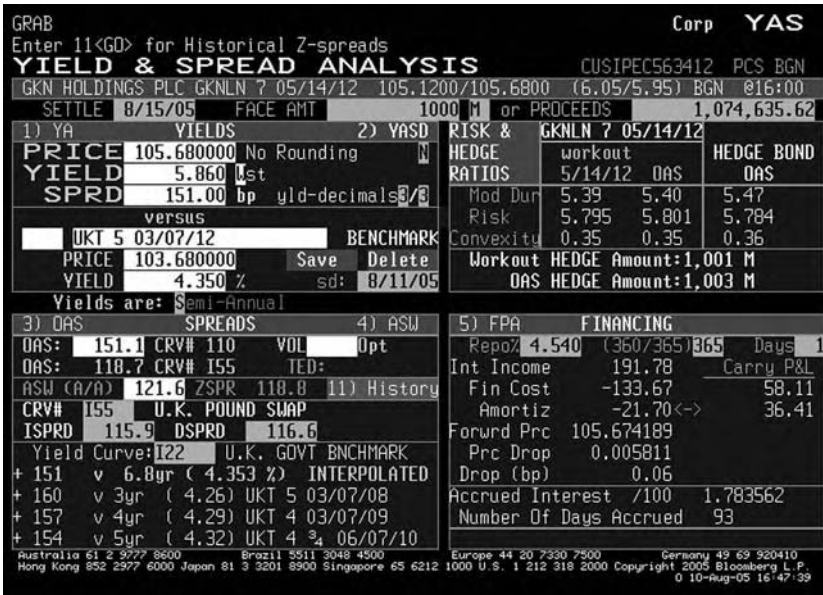 GRAB Corp YAS
Enter 11<GO> for Historical Z-spreads
YIELD & SPREAD ANALYSIS CUSIPEC563412 PCS BGN
GKN HOLDINGS PLC GKNLN 7 05/14/12 105.1200/105.6800 (6.05/5.95) BGN @16:00
SETTLE 8/15/05 FACE AMT 1000 M or PROCEEDS 1,074,635.62
1) YA YIELDS 2) YASD
PRICE 105.680000 No Rounding N
YIELD 5.860 Wst
SPRD 151.00 bp yld-decimals3/3
versus
UKT 5 03/07/12 BENCHMARK
PRICE 103.680000 Save Delete
YIELD 4.350 % sd: 8/11/05
Yields are: Semi-Annual
RISK & GKNLN 7 05/14/12
HEDGE workout HEDGE BOND
RATIOS 5/14/12 OAS OAS
Mod Dur 5.39 5.40 5.47
Risk 5.795 5.801 5.784
Convexity 0.35 0.35 0.36
Workout HEDGE Amount:1,001 M
OAS HEDGE Amount:1,003 M
3) OAS SPREADS 4) ASW
OAS: 151.1 CRV# 110 VOL Opt
OAS: 118.7 CRV# I55 TED:
ASW (A/A) 121.6 ZSPR 118.8 11) History
CRV# I55 U.K. POUND SWAP
ISPRD 115.9 DSPRD 116.6
Yield Curve:I22 U.K. GOVT BNCHMARK
+ 151 v 6.8yr ( 4.353 %) INTERPOLATED
+ 160 v 3yr ( 4.26) UKT 5 03/07/08
+ 157 v 4yr ( 4.29) UKT 4 03/07/09
+ 154 v 5yr ( 4.32) UKT 4 ¾ 06/07/10
5) FPA FINANCING
Repo% 4.540 (360/365)365 Days 1
Int Income 191.78 Carry P&L
Fin Cost -133.67 58.11
Amortiz -21.70<-> 36.41
Forwrd Prc 105.674189
Prc Drop 0.005811
Drop (bp) 0.06
Accrued Interest /100 1.783562
Number Of Days Accrued 93
Australia 61 2 9777 8600 Brazil 5511 3048 4500 Europe 44 20 7330 7500 Germany 49 69 920410
Hong Kong 852 2977 6000 Japan 81 3 3201 8900 Singapore 65 6212 1000 U.S. 1 212 318 2000 Copyright 2005 Bloomberg L.P.
0 10-Aug-05 16:47:39